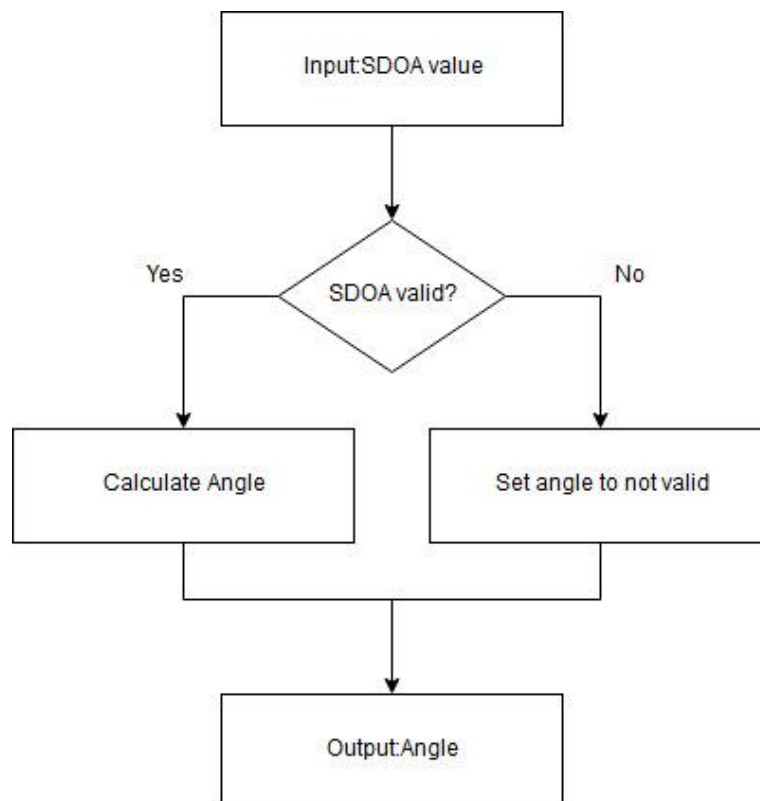 Input:SDOA value
SDOA valid?
Yes
No
Calculate Angle
Set angle to not valid
Output:Angle